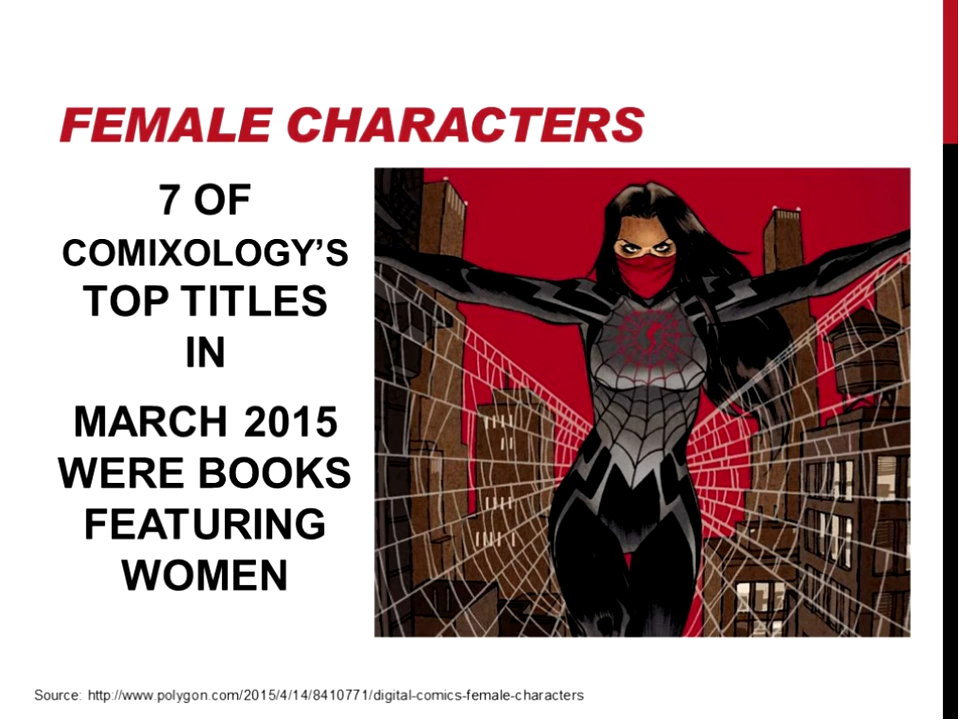 FEMALE CHARACTERS
7 OF
COMIXOLOGY'S
TOP TITLES
IN
MARCH 2015
WERE BOOKS
FEATURING
WOMEN
Source: http://www.polygon.com/2015/4/14/8410771/digital-comics-female-characters